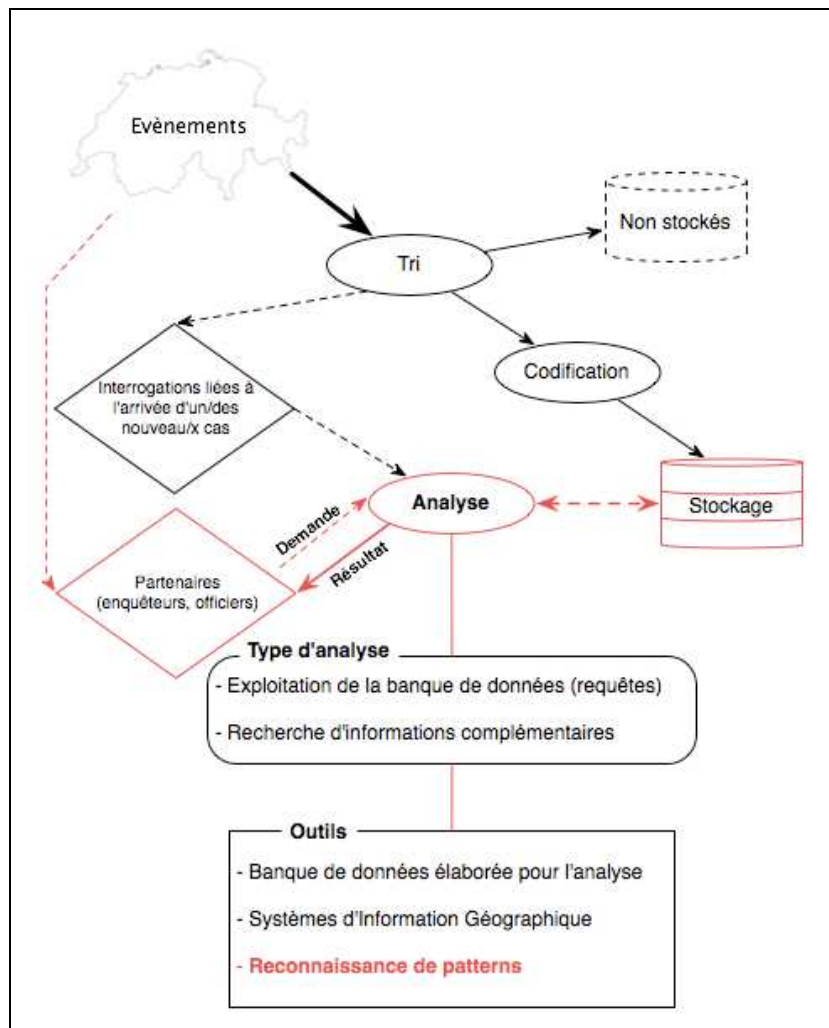 Evènements
Non stockés
Tri
Codification
Interrogations liées à
l'arrivée d'un/des
nouveau/x cas
Analyse
Stockage
Demande
Résultat
Partenaires
(enquêteurs, officiers)
Type d'analyse
- Exploitation de la banque de données (requêtes)
- Recherche d'informations complémentaires
Outils
- Banque de données élaborée pour l'analyse
- Systèmes d'Information Géographique
- Reconnaissance de patterns